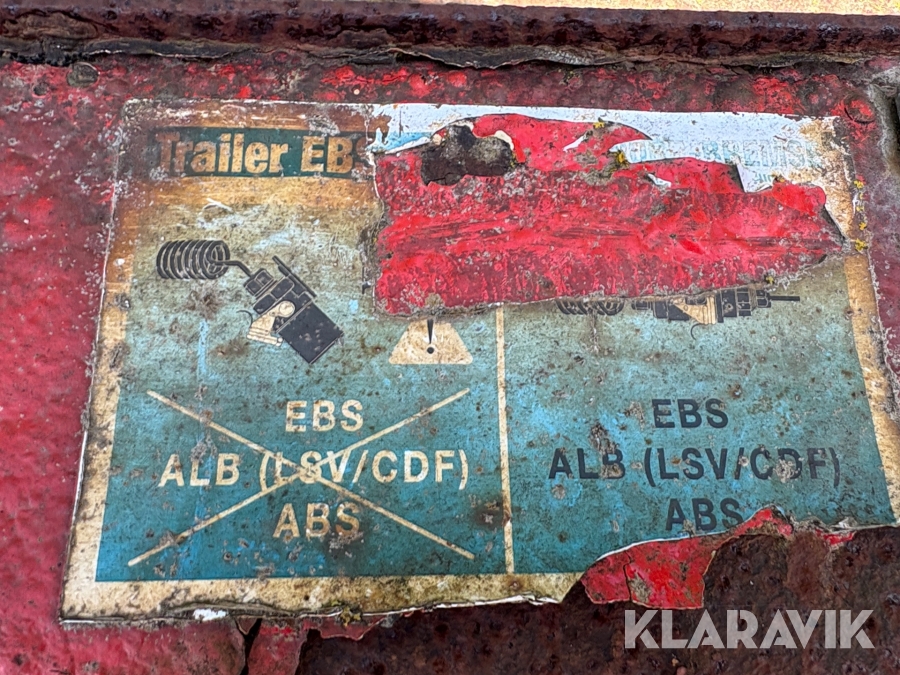 Trailer EBS
EBS
ALB (LSV/CDF)
ABS
EBS
ALB (LSV/CDF)
ABS
KLARAVIK